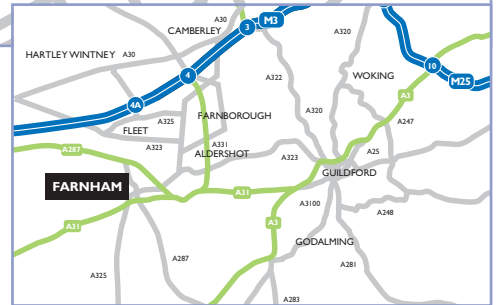 A30
M3
CAMBERLEY
3
A320
HARTLEY WINTNEY
A30
4
A322
WOKING
10
M25
4A
A325
FARNBOROUGH
A320
A3
A247
FLEET
A331
A323
ALDERSHOT
A323
A25
A287
GUILDFORD
FARNHAM
A31
A3100
A31
A3
A248
GODALMING
A325
A287
A281
A283